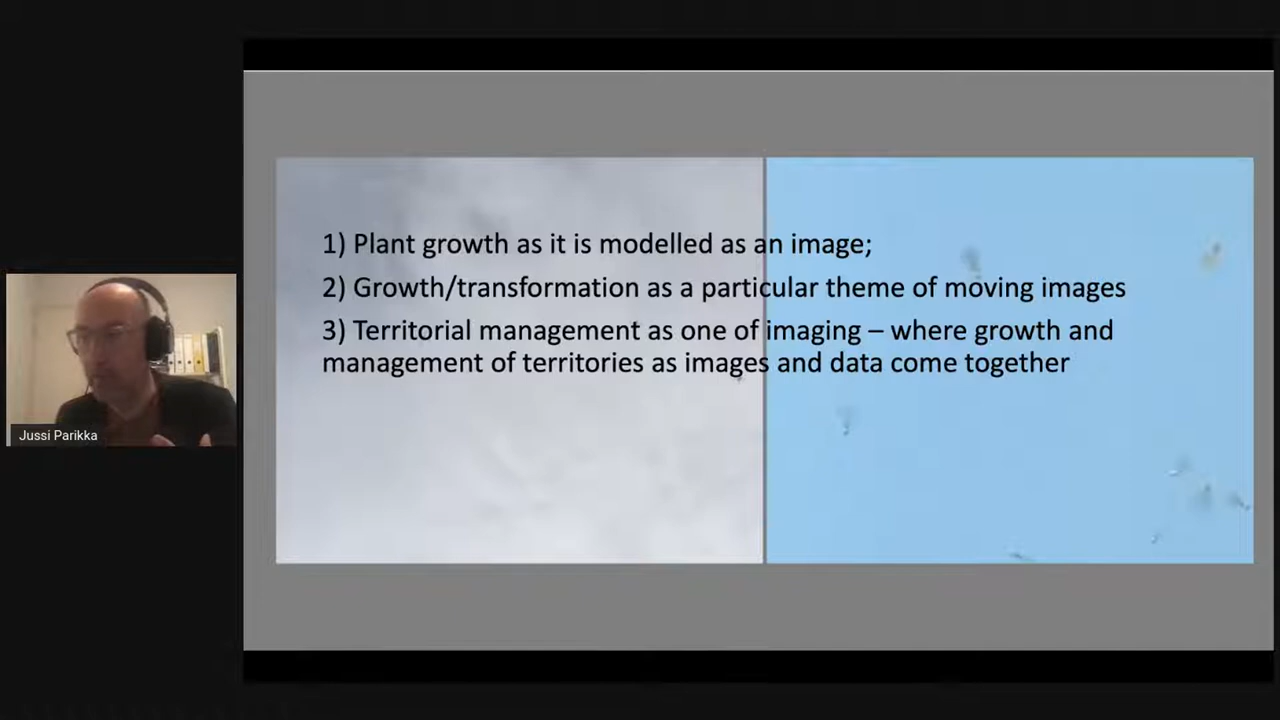 1) Plant growth as it is modelled as an image;
2) Growth/transformation as a particular theme of moving images
3) Territorial management as one of imaging – where growth and
management of territories as images and data come together
Jussi Parikka